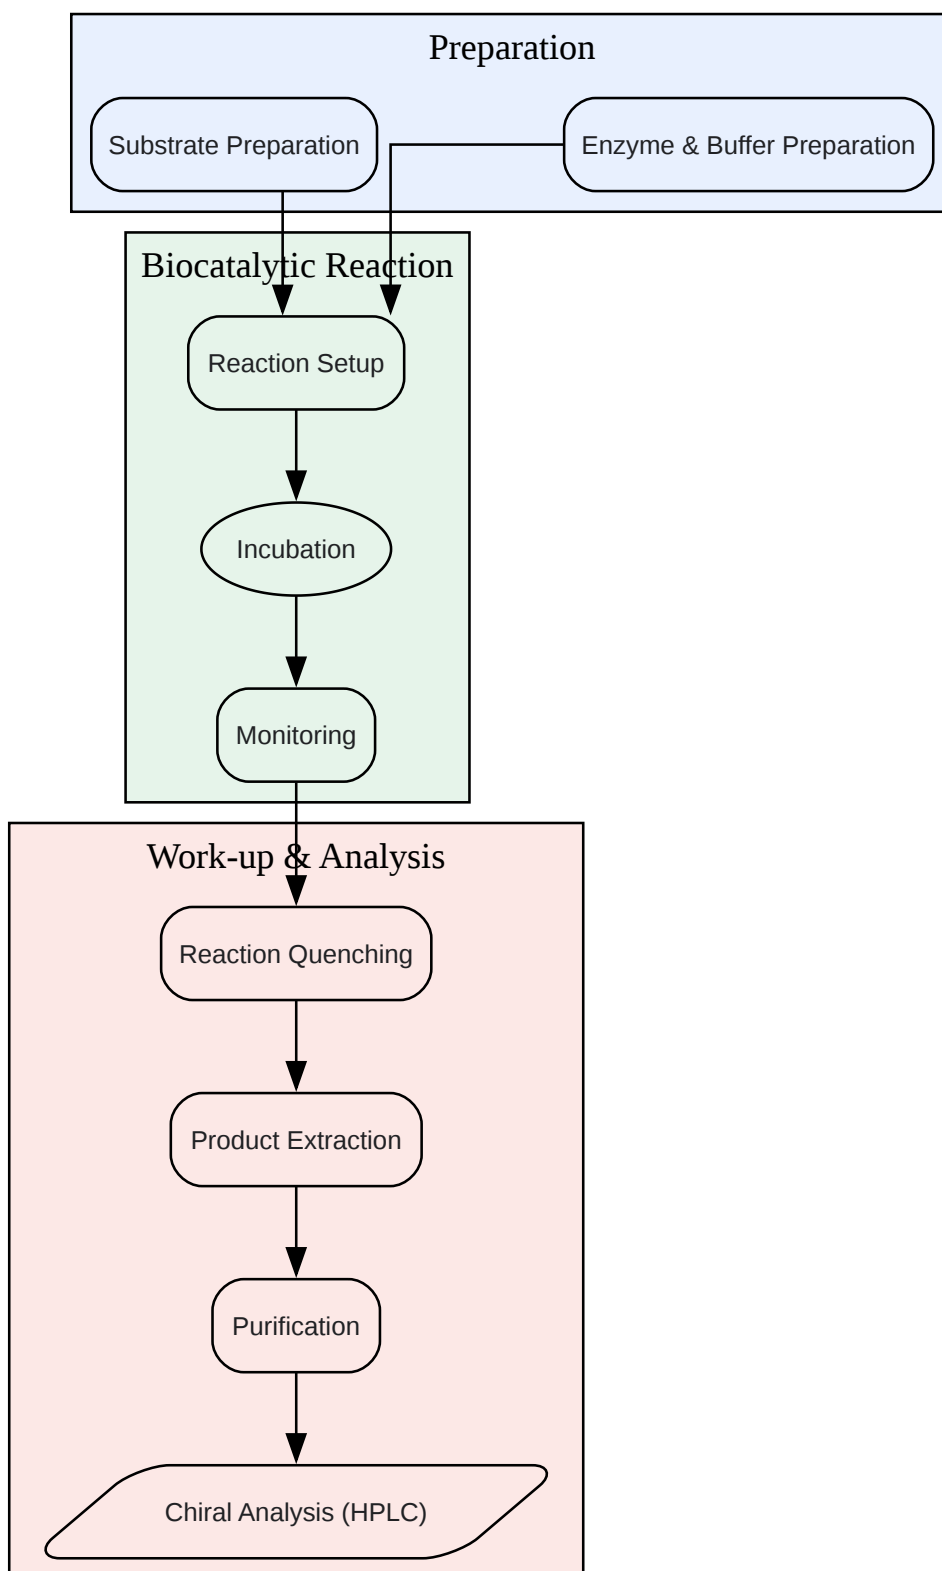 Preparation
Substrate Preparation
Enzyme & Buffer Preparation
Biocatalytic Reaction
Reaction Setup
Incubation
Monitoring
Work-up & Analysis
Reaction Quenching
Product Extraction
Purification
Chiral Analysis (HPLC)